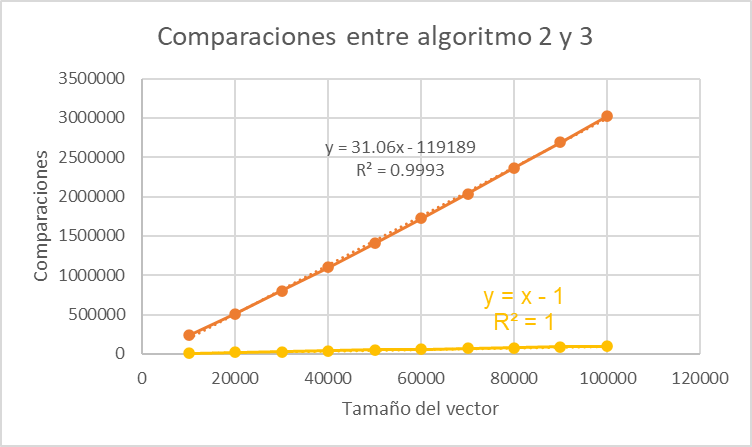 Comparaciones entre algoritmo 2 y 3
3500000
3000000
2500000
2000000
1500000
1000000
500000
0
Comparaciones
y = 31.06x - 119189
R² = 0.9993
y = x - 1
R² = 1
0 20000 40000 60000 80000 100000 120000
Tamaño del vector